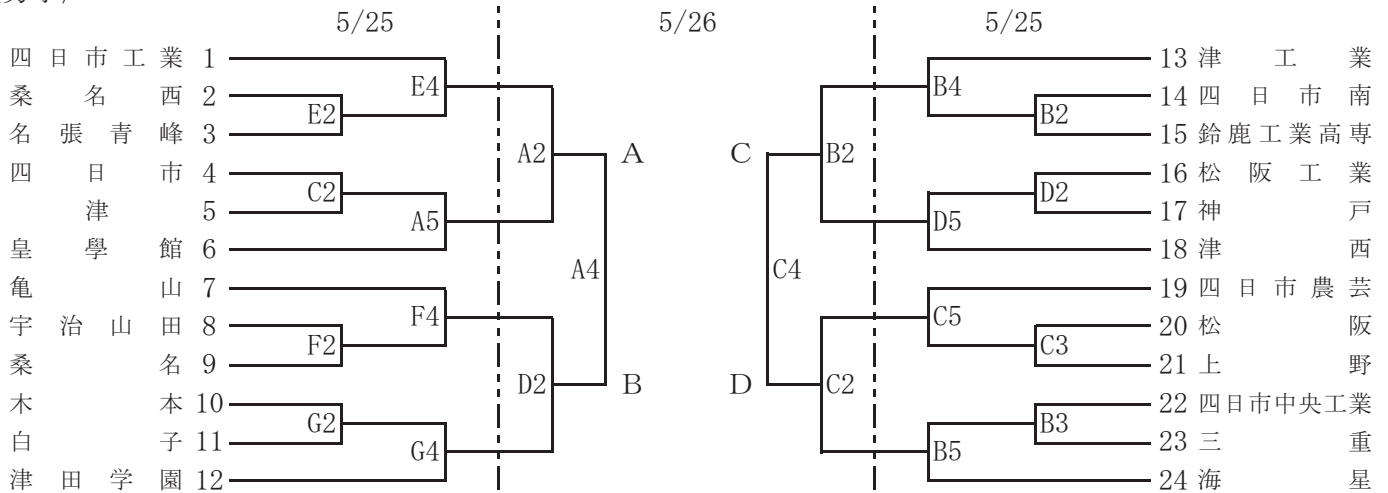 5/25 5/26 5/25
四日市工業 1
桑名西 2
名張青峰 3
四日市 4
津 5
皇學館 6
亀山 7
宇治山田 8
桑名 9
木本 10
白子 11
津田学園 12
E2
C2
F2
G2
E4
A5
F4
G4
A2
D2
A
A4
B
C
C4
D
B2
C2
B4
D5
C5
B5
B2
D2
C3
B3
13 津工業
14 四日市南
15 鈴鹿工業高専
16 松阪工業
17 神戸
18 津西
19 四日市農芸
20 松阪
21 上野
22 四日市中央工業
23 三重
24 海星